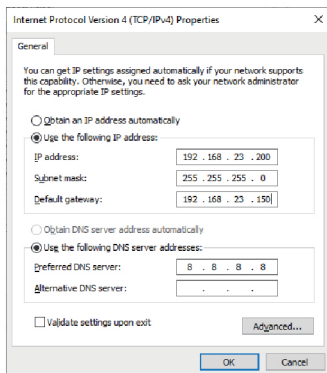 Internet Protocol Version 4 (TCP/IPv4) Properties
General
You can get IP settings assigned automatically if your network supports
this capability. Otherwise, you need to ask your network administrator
for the appropriate IP settings.
Obtain an IP address automatically
Use the following IP address:
IP address: 192 . 168 . 23 . 200
Subnet mask: 255 . 255 . 255 . 0
Default gateway: 192 . 168 . 23 . 150
Obtain DNS server address automatically
Use the following DNS server addresses:
Preferred DNS server: 8 . 8 . 8 . 8
Alternative DNS server: . . .
Validate settings upon exit
Advanced...
OK Cancel